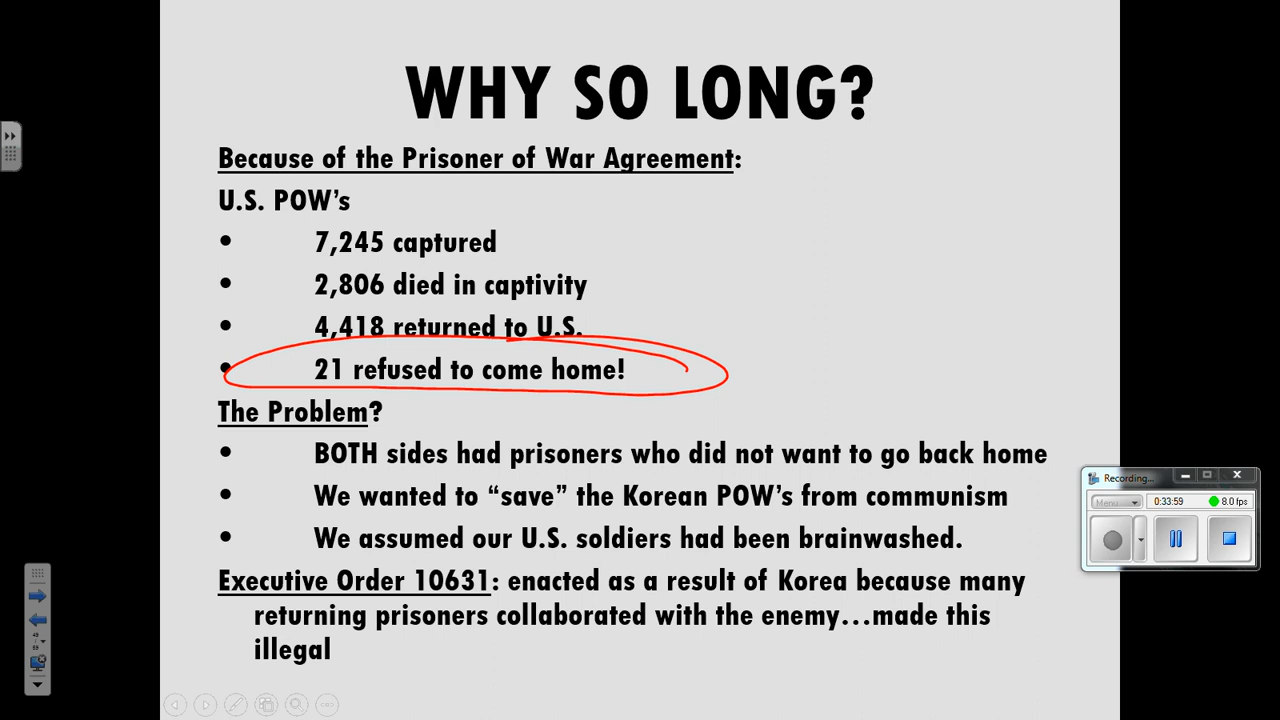 WHY SO LONG?
Because of the Prisoner of War Agreement:
U.S. POW’s
• 7,245 captured
• 2,806 died in captivity
• 4,418 returned to U.S.
• 21 refused to come home!
The Problem?
• BOTH sides had prisoners who did not want to go back home
• We wanted to “save” the Korean POW’s from communism
• We assumed our U.S. soldiers had been brainwashed.
Executive Order 10631: enacted as a result of Korea because many
returning prisoners collaborated with the enemy…made this
illegal
Recording...
Menu 0:33:59 8.0 fps